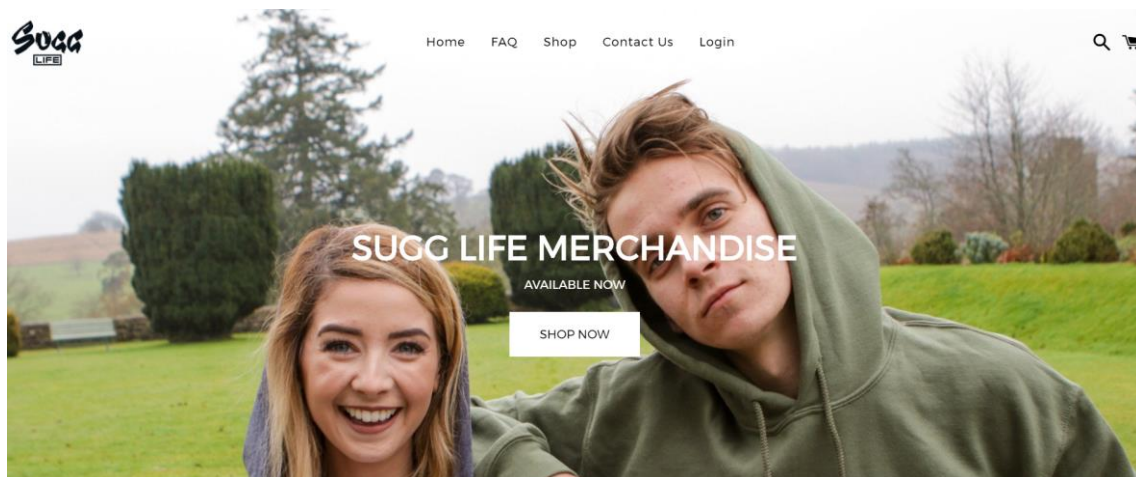 Sugg
LIFE
Home FAQ Shop Contact Us Login
SUGG LIFE MERCHANDISE
AVAILABLE NOW
SHOP NOW